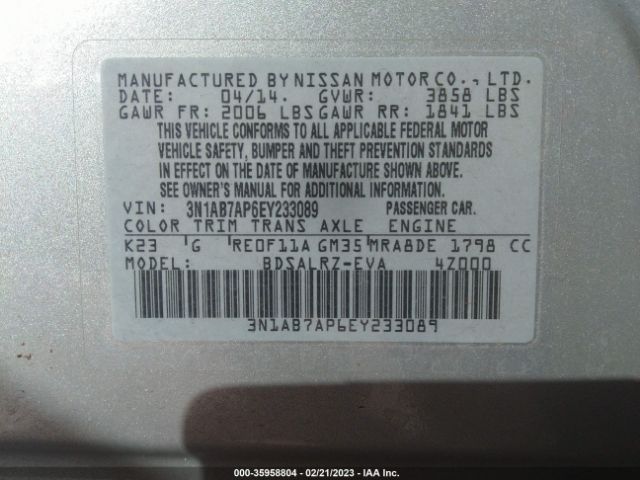 MANUFACTURED BY NISSAN MOTOR CO., LTD.
DATE: 04/14. GVWR: 3858 LBS
GAWR FR: 2006 LBS GAWR RR: 1841 LBS
THIS VEHICLE CONFORMS TO ALL APPLICABLE FEDERAL MOTOR
VEHICLE SAFETY, BUMPER AND THEFT PREVENTION STANDARDS
IN EFFECT ON THE DATE OF MANUFACTURE SHOWN ABOVE.
SEE OWNER'S MANUAL FOR ADDITIONAL INFORMATION.
VIN: 3N1AB7AP6EY233089 PASSENGER CAR.
COLOR TRIM TRANS AXLE ENGINE
K23 G RE0F11A GM35 MRA8DE 1798 CC
MODEL: BDSALRZ-EVA 4Z000
3N1AB7AP6EY233089
000-35958804 - 02/21/2023 - IAA Inc.